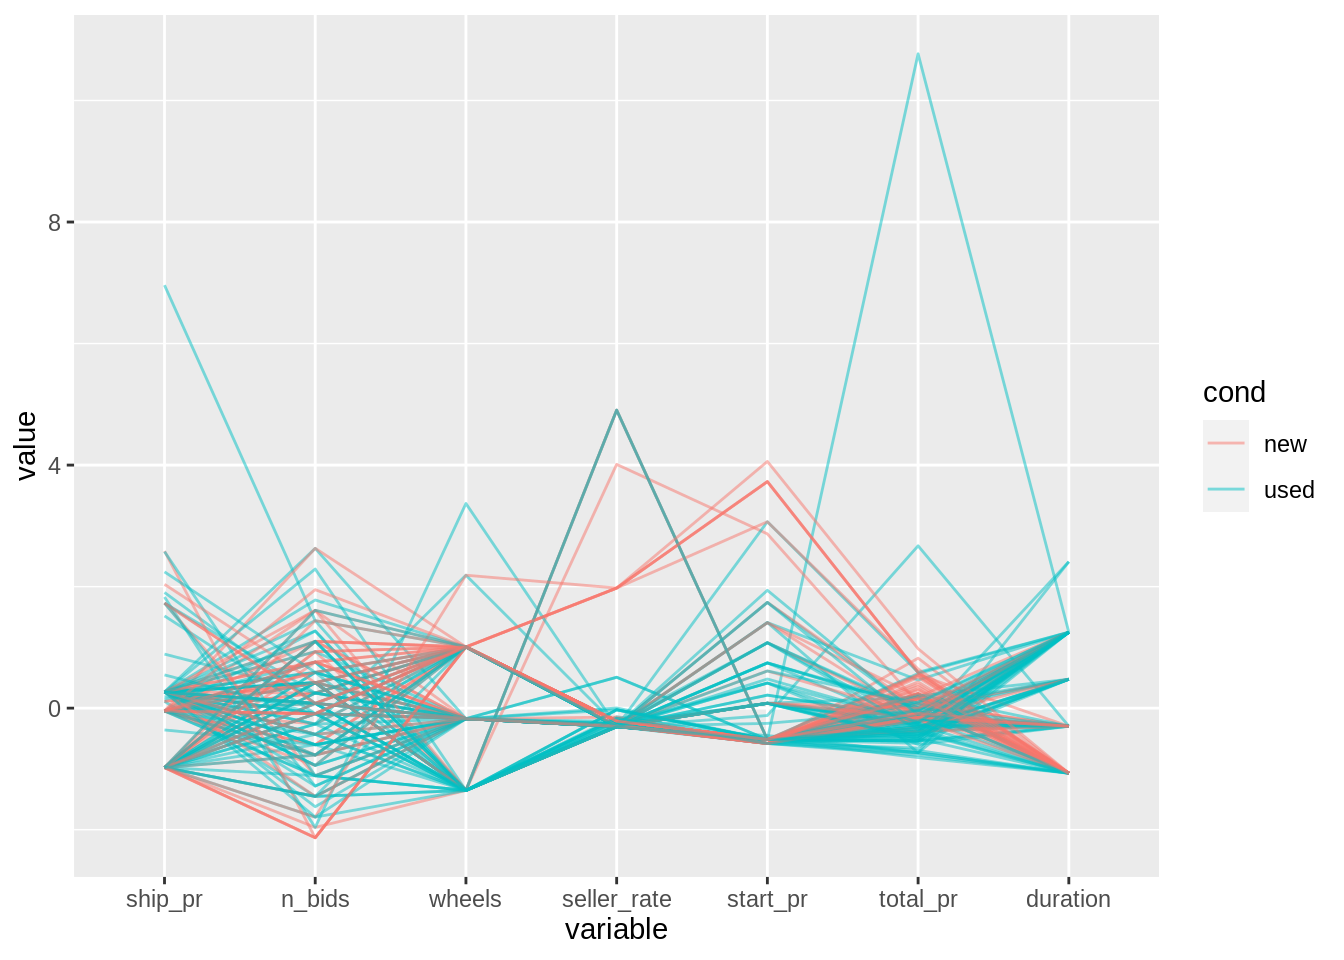 8
4
0
value
ship_pr n_bids wheels seller_rate start_pr total_pr duration
variable
cond
new
used